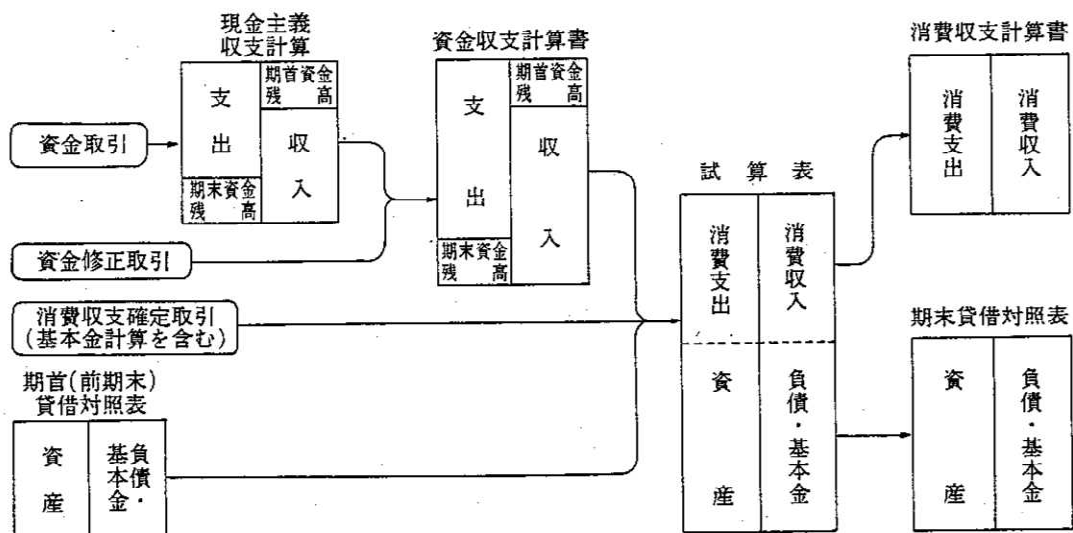 現金主義
収支計算
支出
期首資金
残高
収入
期末資金
残高
資金取引
資金修正取引
消費収支確定取引
(基本金計算を含む)
期首(前期末)
貸借対照表
資産
負債・
基本金
資金収支計算書
支出
期首資金
残高
収入
期末資金
残高
試算表
消費支出
消費収入
資産
負債・基本金
消費収支計算書
消費支出
消費収入
期末貸借対照表
資産
負債・基本金